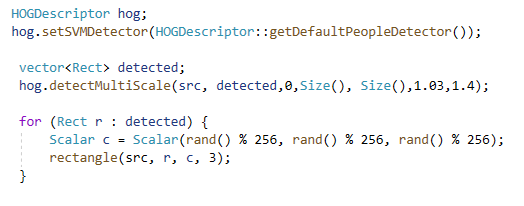 HOGDescriptor hog;
hog.setSVMDetector(HOGDescriptor::getDefaultPeopleDetector());
vector<Rect> detected;
hog.detectMultiScale(src, detected,0,Size(), Size(),1.03,1.4);
for (Rect r : detected) {
Scalar c = Scalar(rand() % 256, rand() % 256, rand() % 256);
rectangle(src, r, c, 3);
}